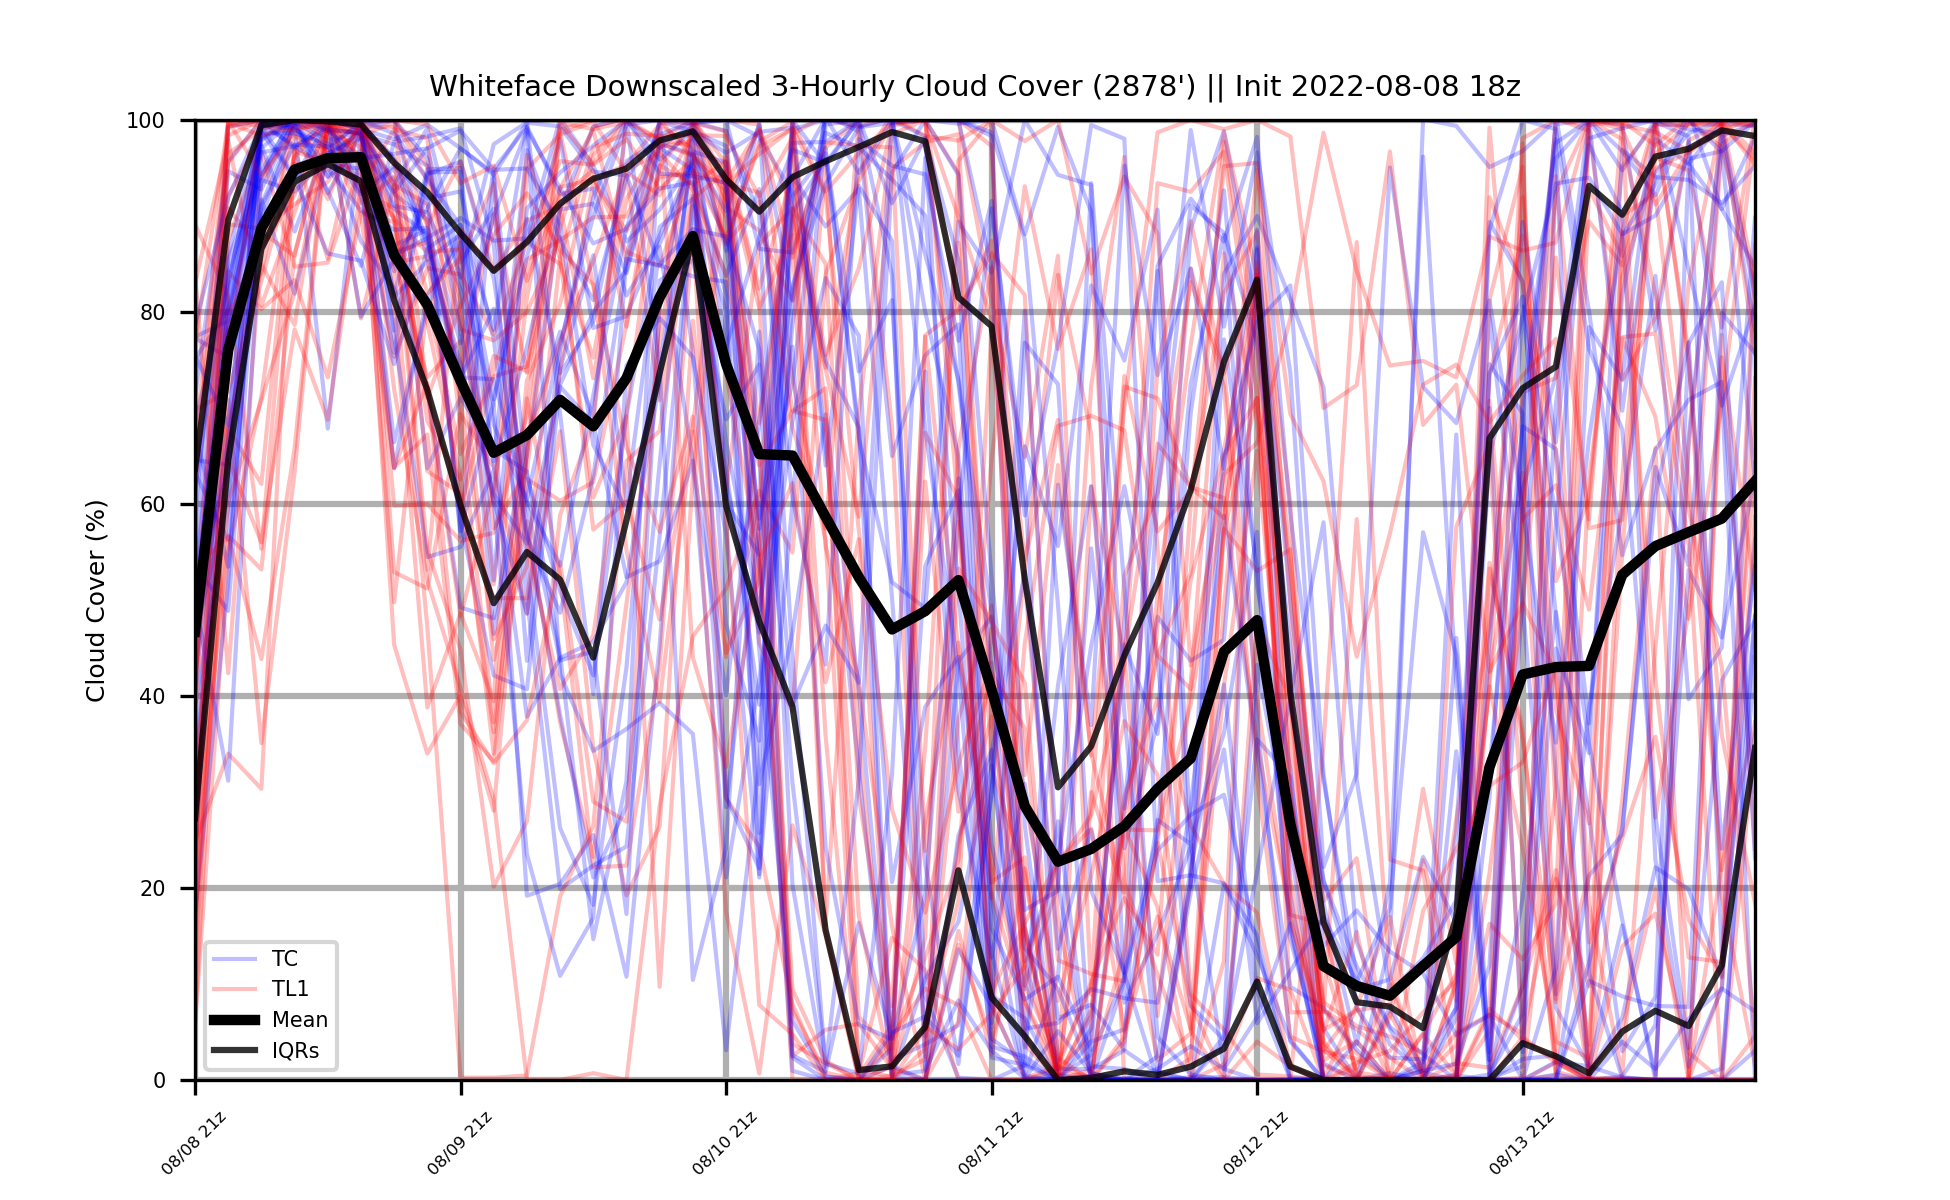 Whiteface Downscaled 3-Hourly Cloud Cover (2878') || Init 2022-08-08 18z
Cloud Cover (%)
100
80
60
40
20
0
TC
TL1
Mean
IQRs
08/08 21z
08/09 21z
08/10 21z
08/11 21z
08/12 21z
08/13 21z